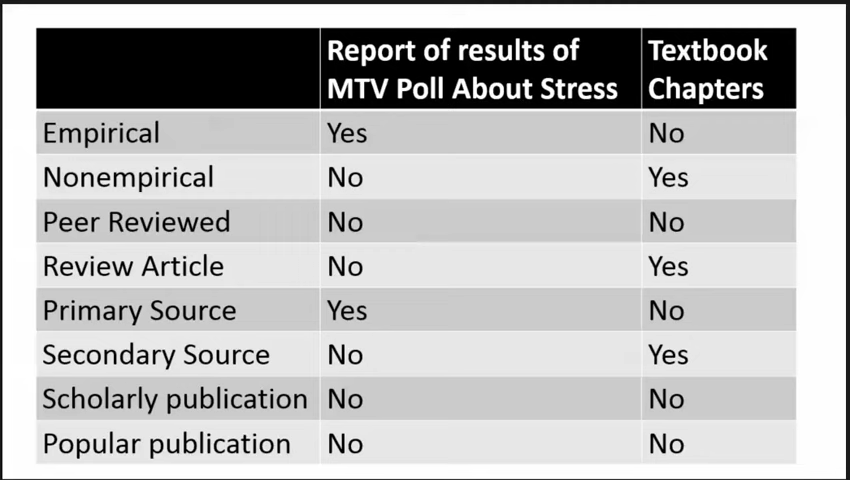 Report of results of Textbook
MTV Poll About Stress Chapters
Empirical Yes No
Nonempirical No Yes
Peer Reviewed No No
Review Article No Yes
Primary Source Yes No
Secondary Source No Yes
Scholarly publication No No
Popular publication No No